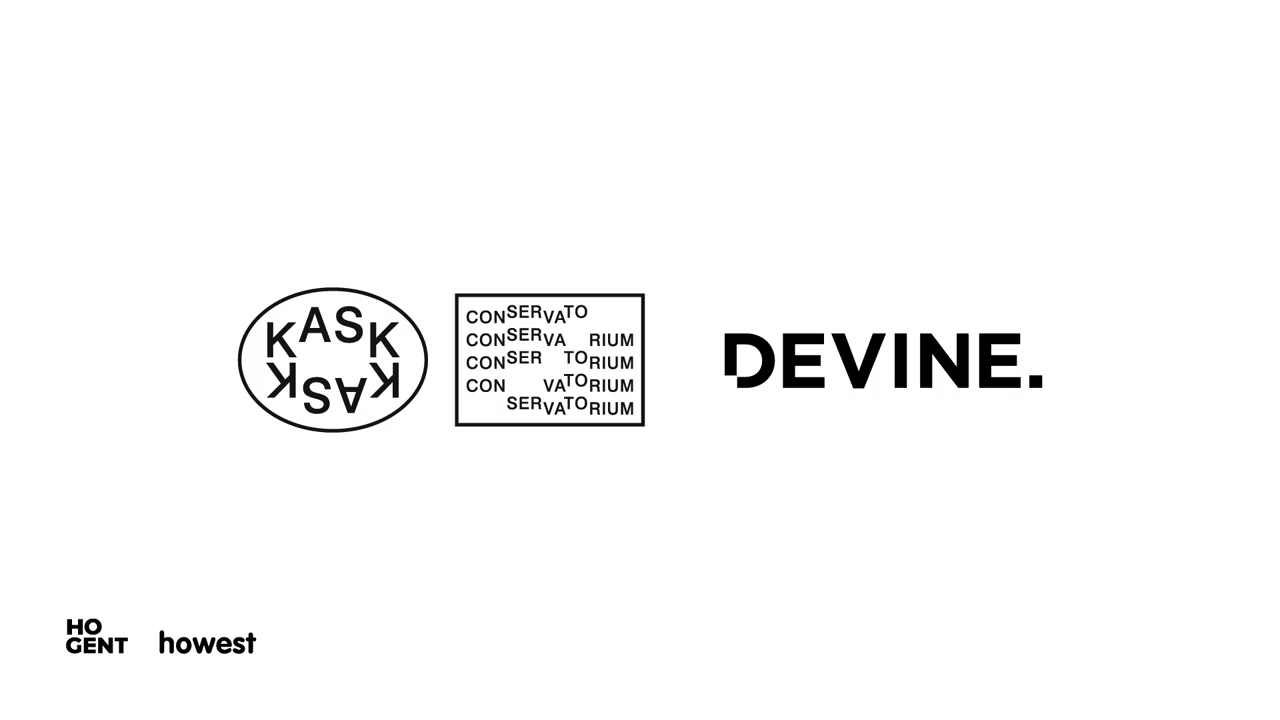 KASK
KASK
CONSERVATO
CONSERVA RIUM
CONSER TORIUM
CON VATORIUM
SERVATORIUM
DEVINE.
HO
GENT
howest